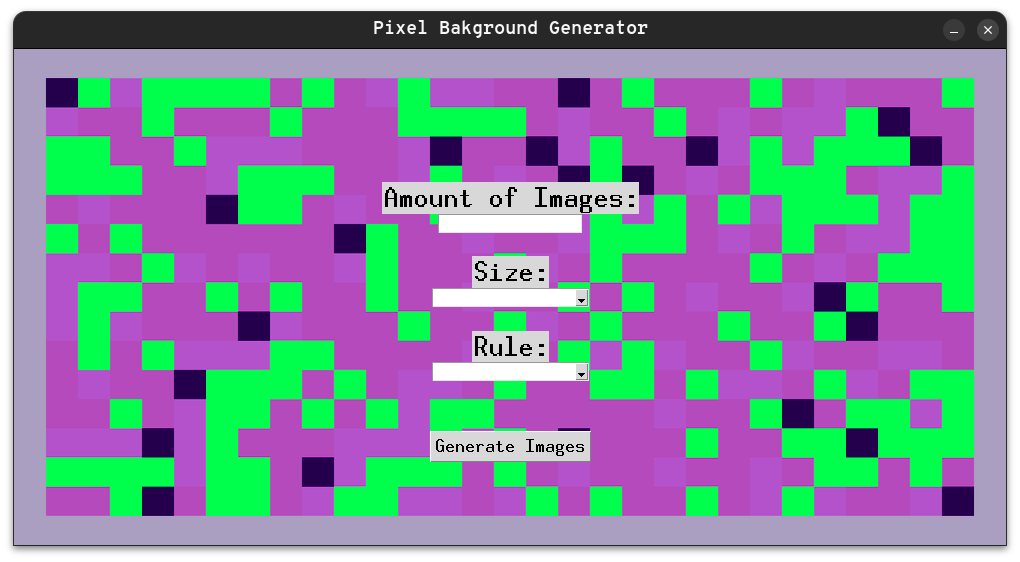 Pixel Bakground Generator
Amount of Images:
Size:
Rule:
Generate Images